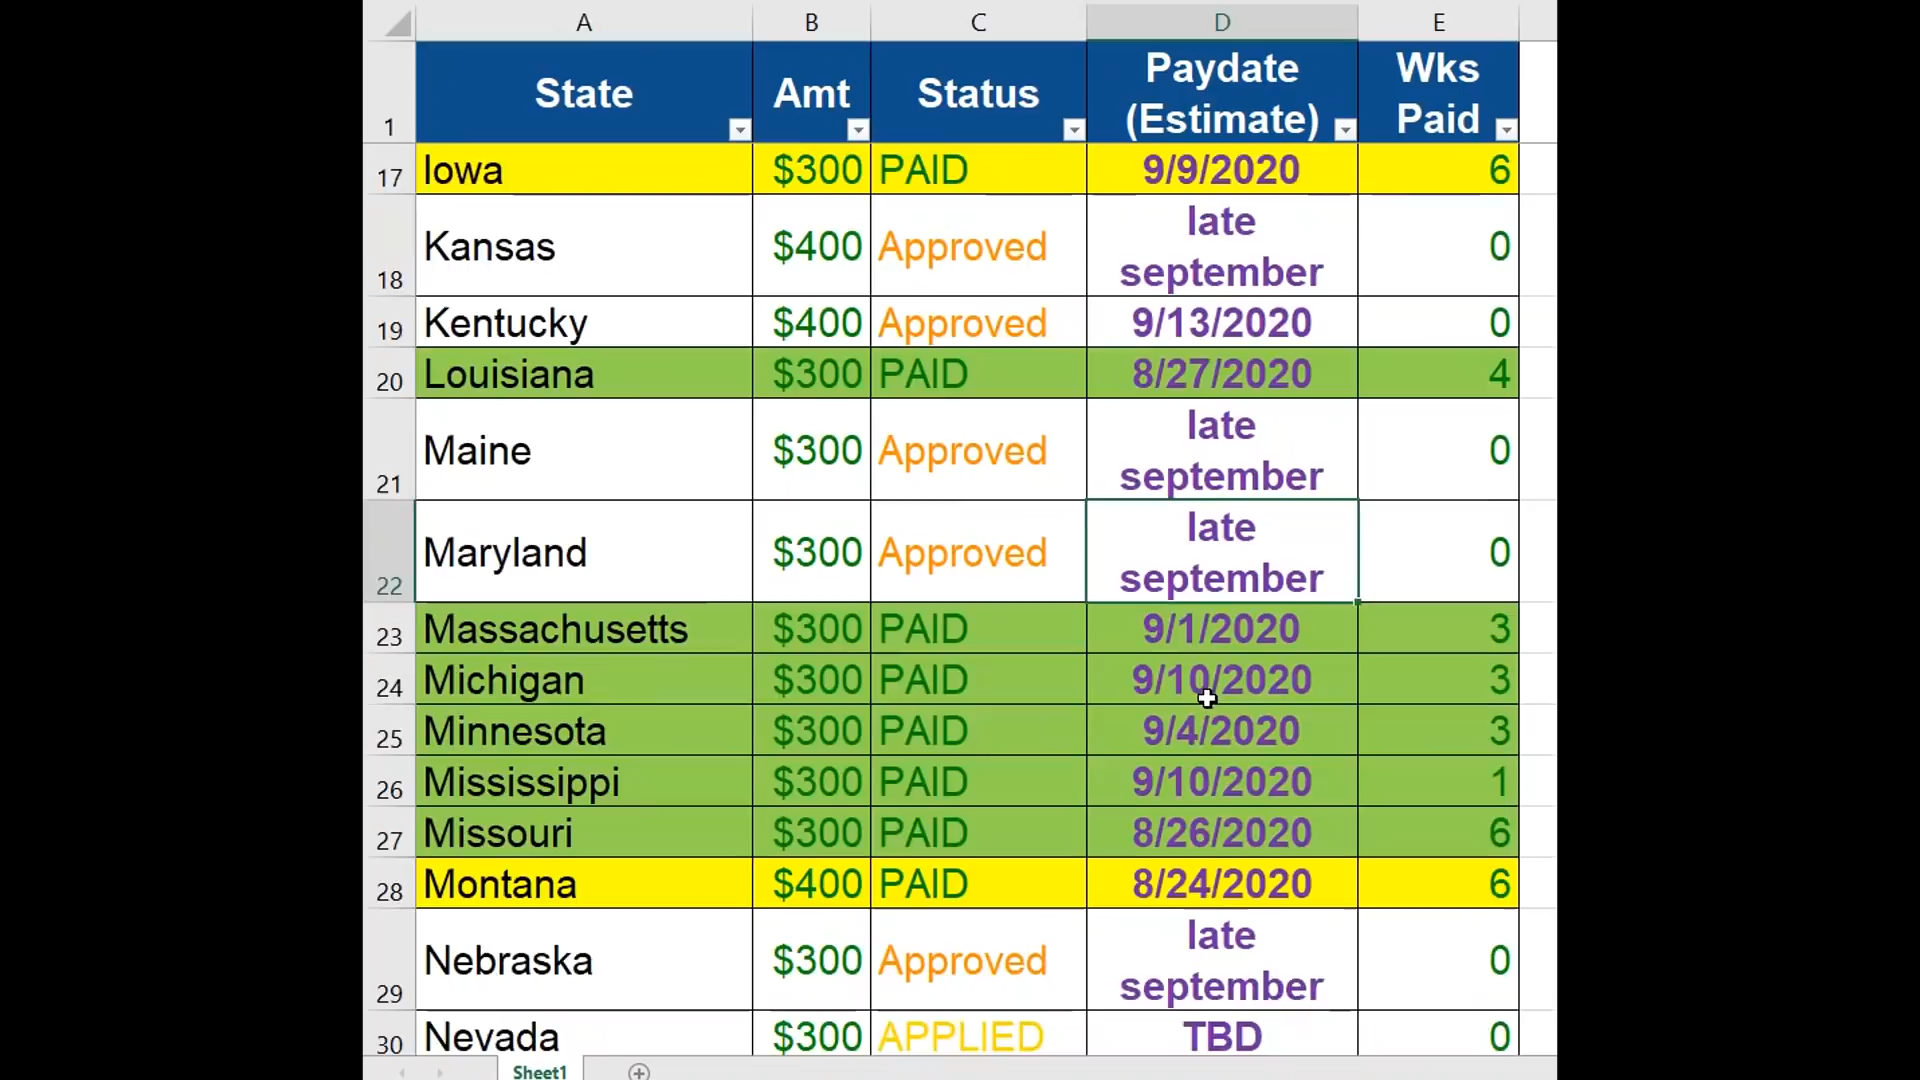 A B C D E
1 State Amt Status Paydate (Estimate) Wks Paid
17 Iowa $300 PAID 9/9/2020 6
18 Kansas $400 Approved late september 0
19 Kentucky $400 Approved 9/13/2020 0
20 Louisiana $300 PAID 8/27/2020 4
21 Maine $300 Approved late september 0
22 Maryland $300 Approved late september 0
23 Massachusetts $300 PAID 9/1/2020 3
24 Michigan $300 PAID 9/10/2020 3
25 Minnesota $300 PAID 9/4/2020 3
26 Mississippi $300 PAID 9/10/2020 1
27 Missouri $300 PAID 8/26/2020 6
28 Montana $400 PAID 8/24/2020 6
29 Nebraska $300 Approved late september 0
30 Nevada $300 APPLIED TBD 0
Sheet1